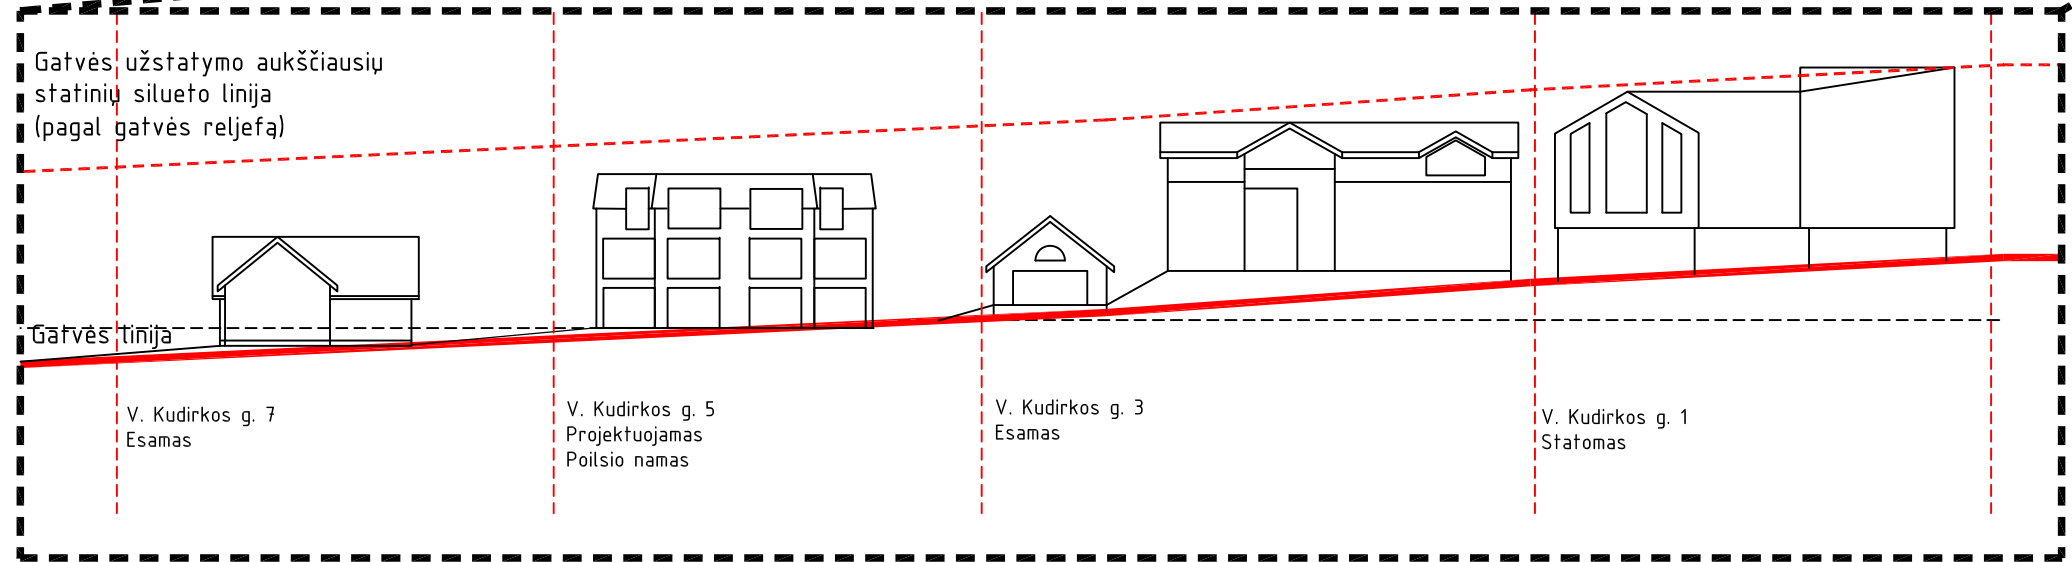 Gatvės užstatymo aukščiausių
statinių silueto linija
(pagal gatvės reljefą)
Gatvės linija
V. Kudirkos g. 7
Esamas
V. Kudirkos g. 5
Projektuojamas
Poilsio namas
V. Kudirkos g. 3
Esamas
V. Kudirkos g. 1
Statomas